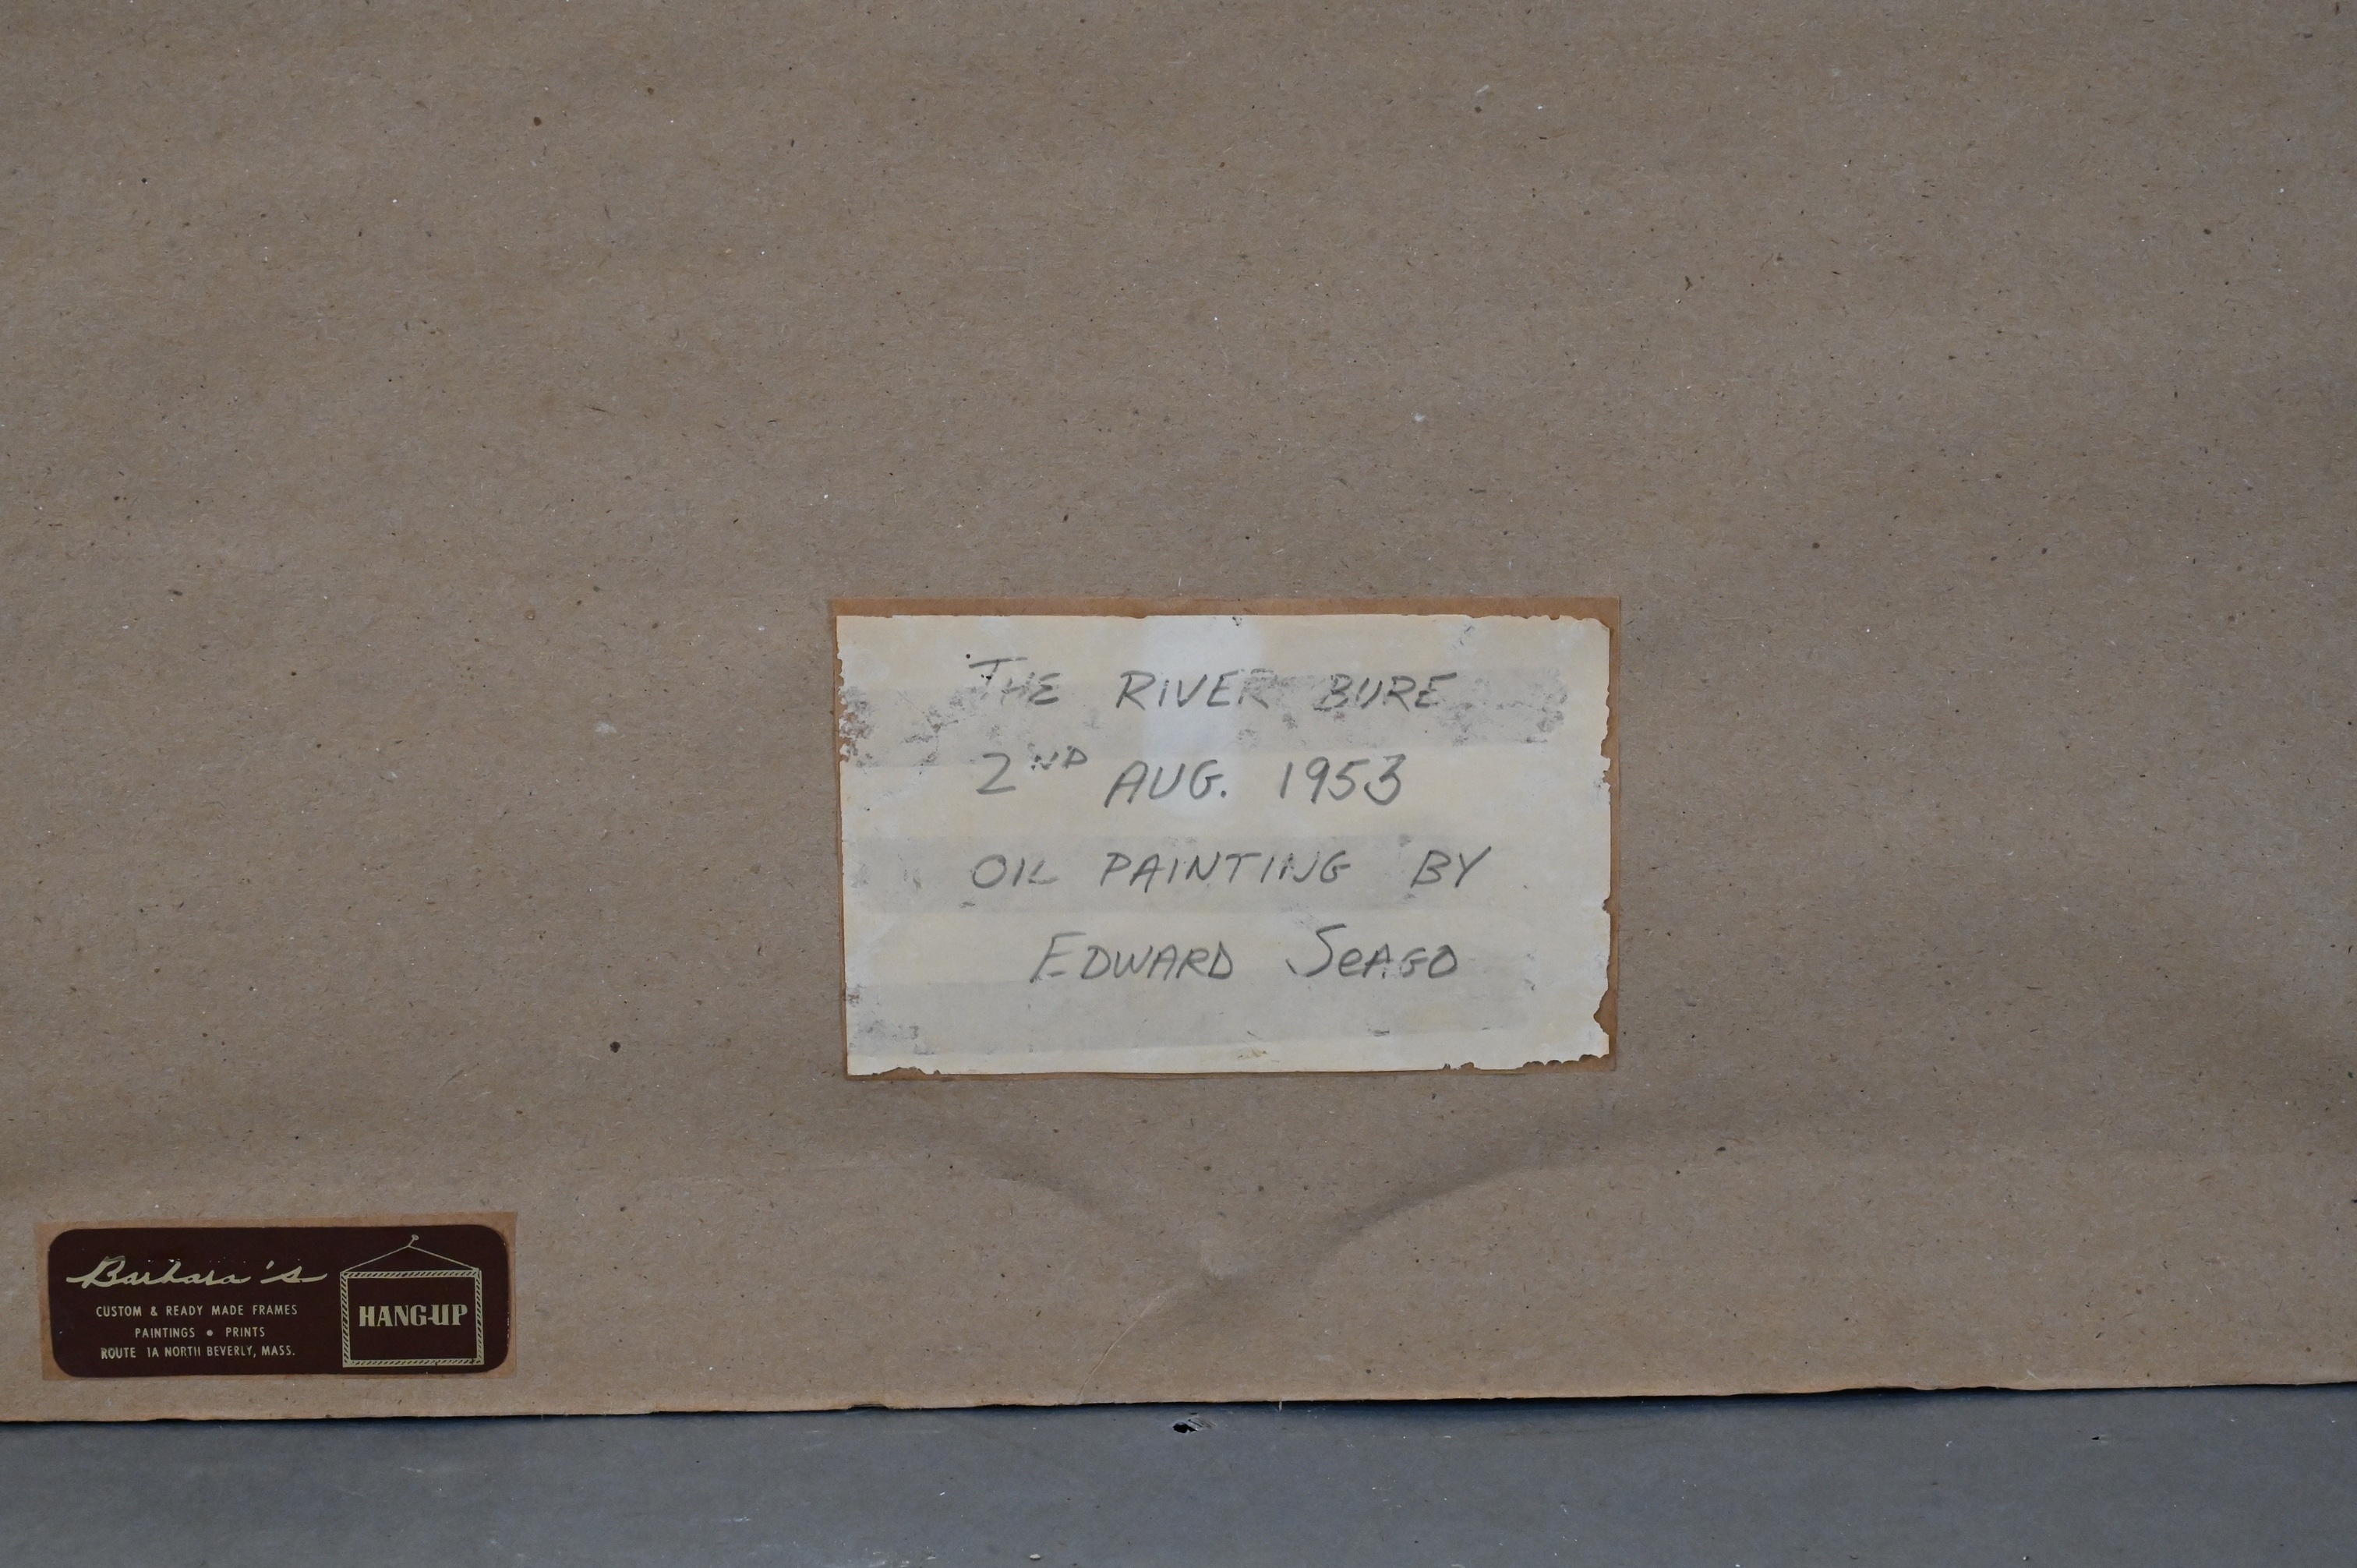 THE RIVER BURE
2ND AUG. 1953
OIL PAINTING BY
EDWARD SeAGO
Barbara's
CUSTOM & READY MADE FRAMES
PAINTINGS • PRINTS
ROUTE 1A NORTH BEVERLY, MASS.
HANG-UP